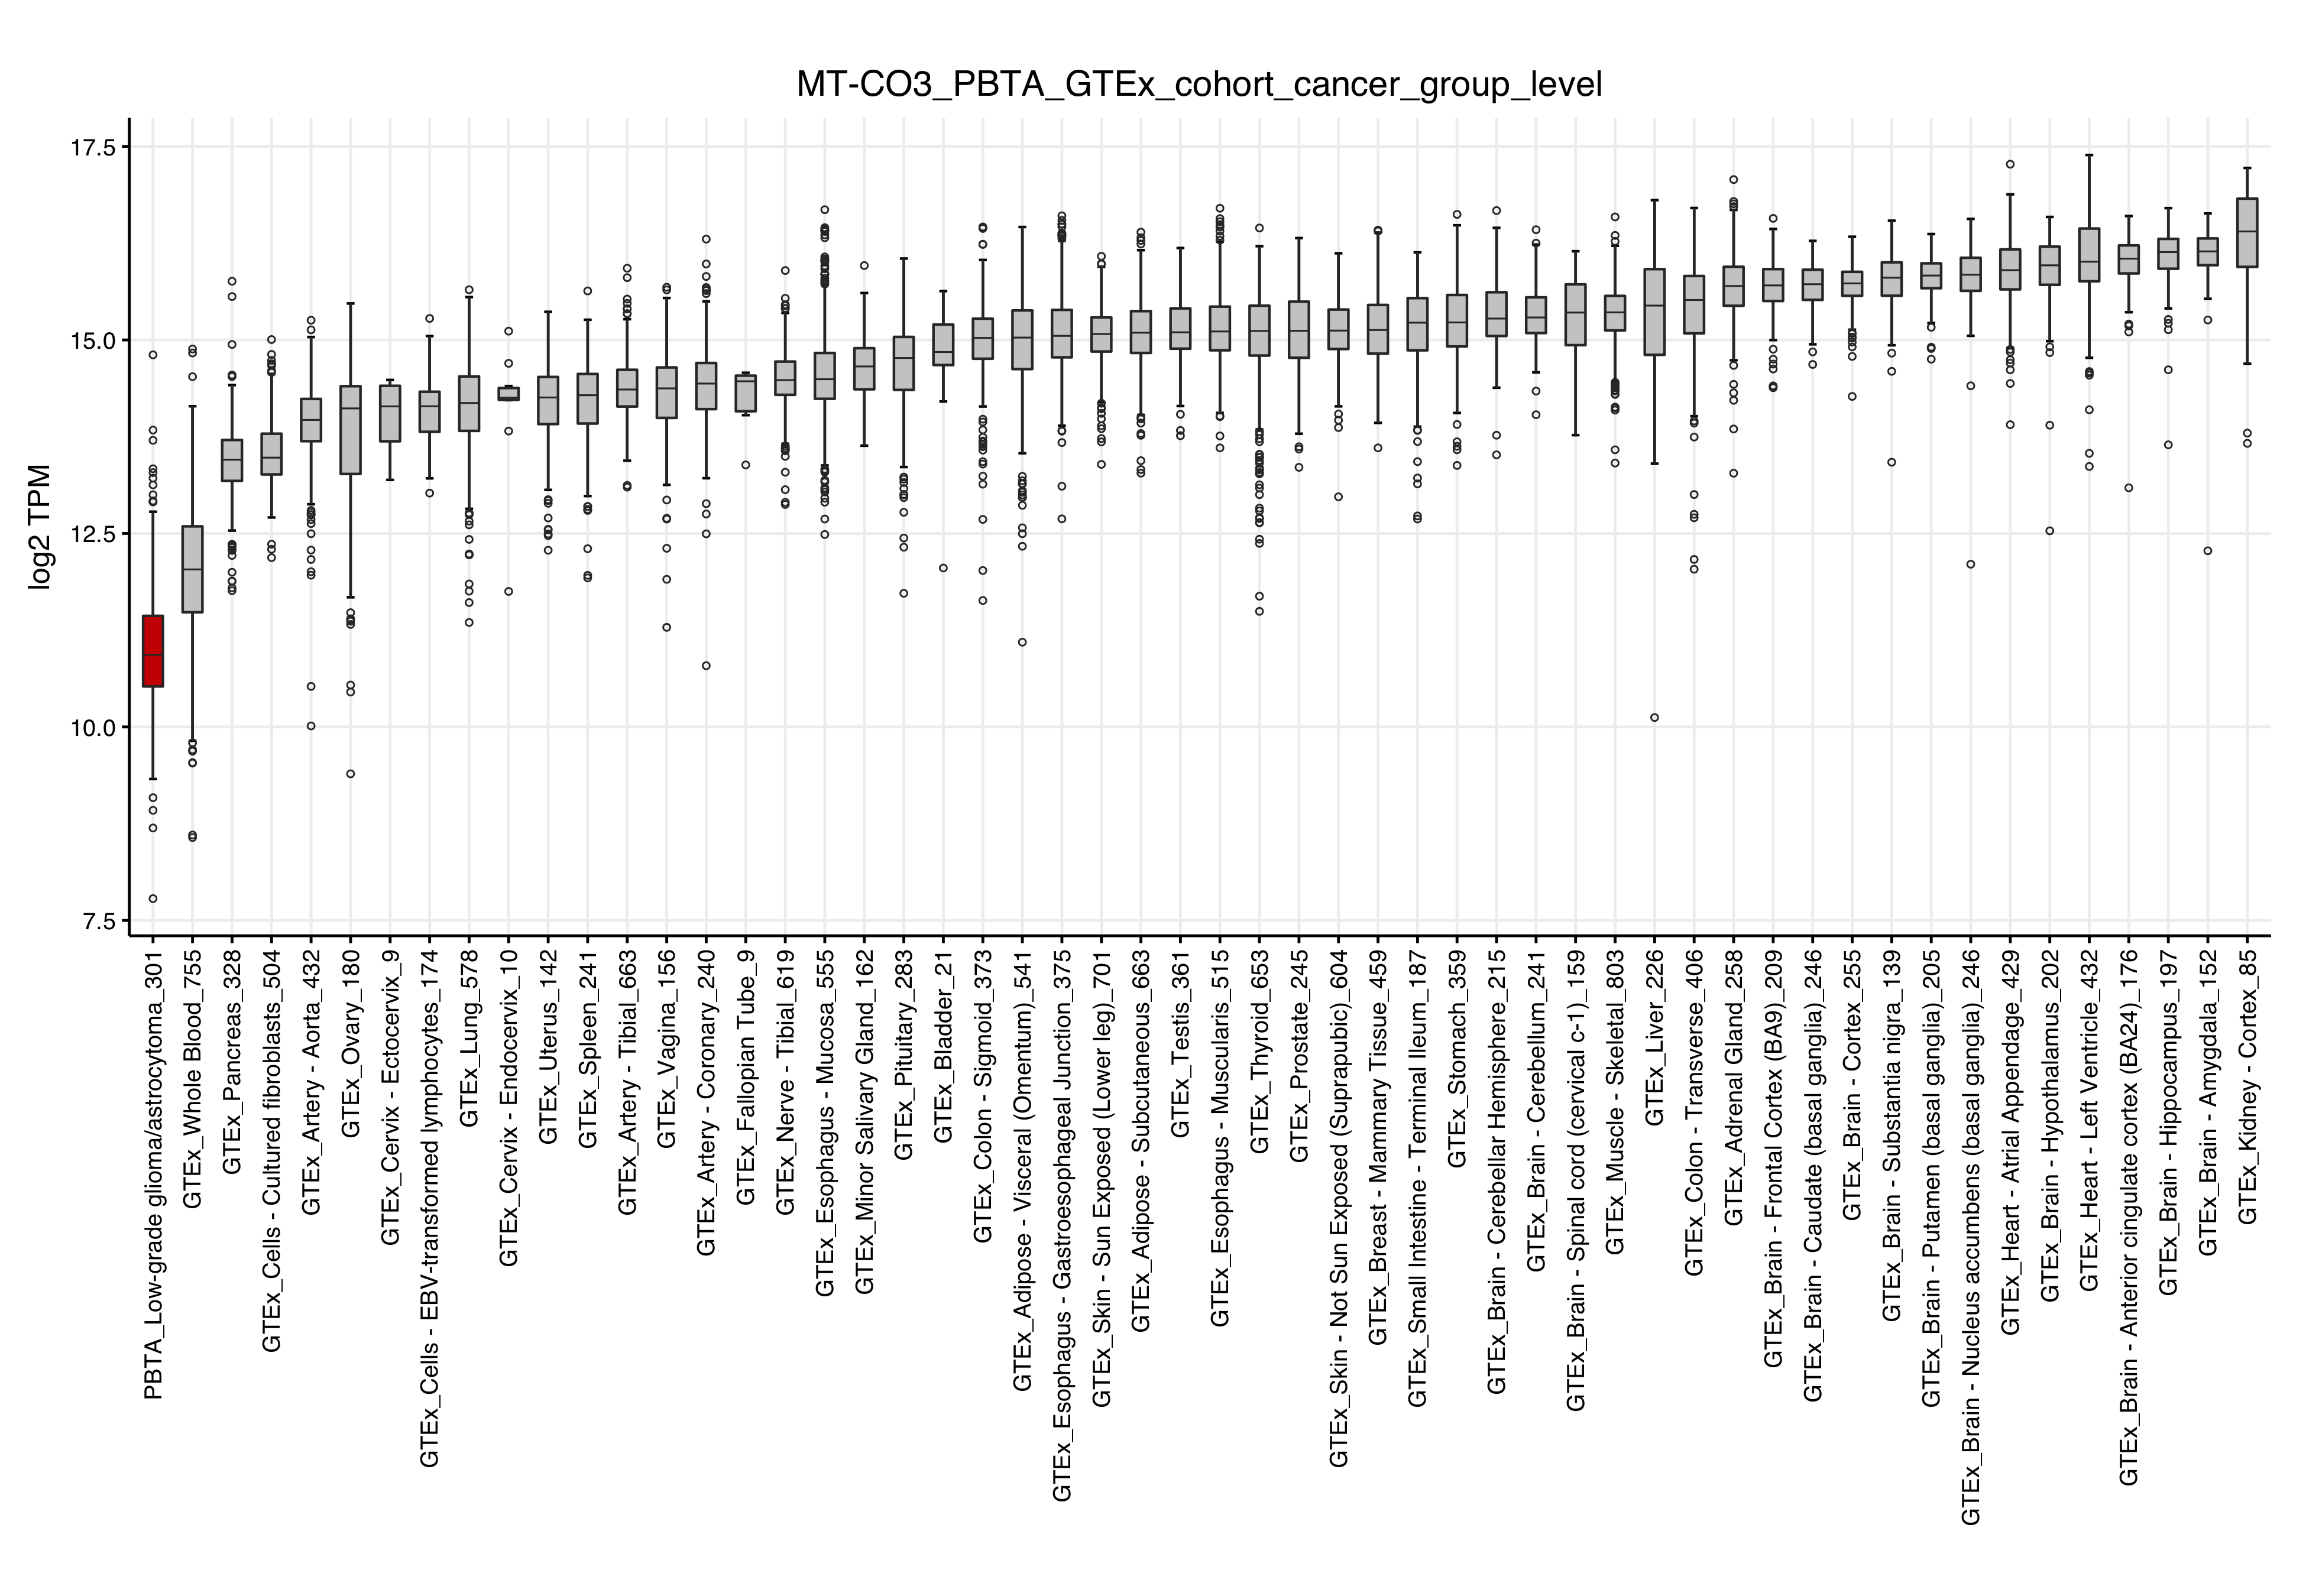 MT-CO3_PBTA_GTEx_cohort_cancer_group_level
log2 TPM
17.5
15.0
12.5
10.0
7.5
PBTA_Low-grade glioma/astrocytoma_301
GTEx_Whole Blood_755
GTEx_Pancreas_328
GTEx_Cells - Cultured fibroblasts_504
GTEx_Artery - Aorta_432
GTEx_Ovary_180
GTEx_Cervix - Ectocervix_9
GTEx_Cells - EBV-transformed lymphocytes_174
GTEx_Lung_578
GTEx_Cervix - Endocervix_10
GTEx_Uterus_142
GTEx_Spleen_241
GTEx_Artery - Tibial_663
GTEx_Vagina_156
GTEx_Artery - Coronary_240
GTEx_Fallopian Tube_9
GTEx_Nerve - Tibial_619
GTEx_Esophagus - Mucosa_555
GTEx_Minor Salivary Gland_162
GTEx_Pituitary_283
GTEx_Bladder_21
GTEx_Colon - Sigmoid_373
GTEx_Adipose - Visceral (Omentum)_541
GTEx_Esophagus - Gastroesophageal Junction_375
GTEx_Skin - Sun Exposed (Lower leg)_701
GTEx_Adipose - Subcutaneous_663
GTEx_Testis_361
GTEx_Esophagus - Muscularis_515
GTEx_Thyroid_653
GTEx_Prostate_245
GTEx_Skin - Not Sun Exposed (Suprapubic)_604
GTEx_Breast - Mammary Tissue_459
GTEx_Small Intestine - Terminal Ileum_187
GTEx_Stomach_359
GTEx_Brain - Cerebellar Hemisphere_215
GTEx_Brain - Cerebellum_241
GTEx_Brain - Spinal cord (cervical c-1)_159
GTEx_Muscle - Skeletal_803
GTEx_Liver_226
GTEx_Colon - Transverse_406
GTEx_Adrenal Gland_258
GTEx_Brain - Frontal Cortex (BA9)_209
GTEx_Brain - Caudate (basal ganglia)_246
GTEx_Brain - Cortex_255
GTEx_Brain - Substantia nigra_139
GTEx_Brain - Putamen (basal ganglia)_205
GTEx_Brain - Nucleus accumbens (basal ganglia)_246
GTEx_Heart - Atrial Appendage_429
GTEx_Brain - Hypothalamus_202
GTEx_Heart - Left Ventricle_432
GTEx_Brain - Anterior cingulate cortex (BA24)_176
GTEx_Brain - Hippocampus_197
GTEx_Brain - Amygdala_152
GTEx_Kidney - Cortex_85